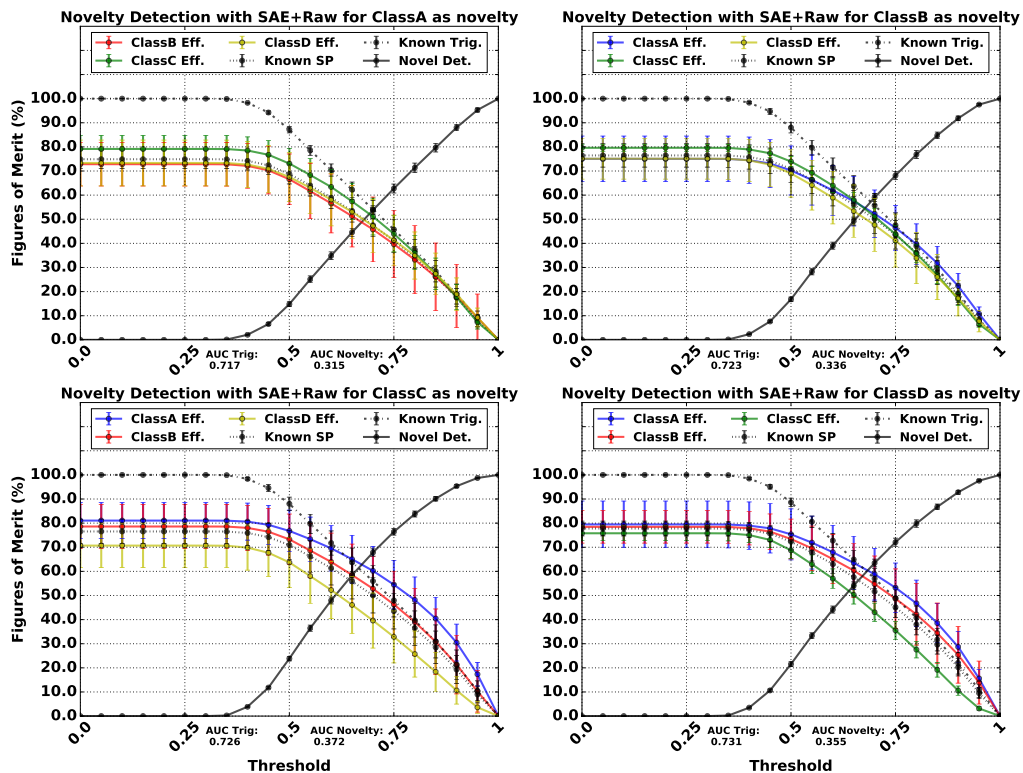 Novelty Detection with SAE+Raw for ClassA as novelty
ClassB Eff. ClassD Eff. Known Trig.
ClassC Eff. Known SP Novel Det.
Figures of Merit (%)
100.0
90.0
80.0
70.0
60.0
50.0
40.0
30.0
20.0
10.0
0.0
0.0 0.25 0.5 0.75 1
AUC Trig: AUC Novelty:
0.717 0.315
Novelty Detection with SAE+Raw for ClassB as novelty
ClassA Eff. ClassD Eff. Known Trig.
ClassC Eff. Known SP Novel Det.
100.0
90.0
80.0
70.0
60.0
50.0
40.0
30.0
20.0
10.0
0.0
0.0 0.25 0.5 0.75 1
AUC Trig: AUC Novelty:
0.723 0.336
Novelty Detection with SAE+Raw for ClassC as novelty
ClassA Eff. ClassD Eff. Known Trig.
ClassB Eff. Known SP Novel Det.
Figures of Merit (%)
100.0
90.0
80.0
70.0
60.0
50.0
40.0
30.0
20.0
10.0
0.0
0.0 0.25 0.5 0.75 1
AUC Trig: AUC Novelty:
0.726 0.372
Threshold
Novelty Detection with SAE+Raw for ClassD as novelty
ClassA Eff. ClassC Eff. Known Trig.
ClassB Eff. Known SP Novel Det.
100.0
90.0
80.0
70.0
60.0
50.0
40.0
30.0
20.0
10.0
0.0
0.0 0.25 0.5 0.75 1
AUC Trig: AUC Novelty:
0.731 0.355
Threshold